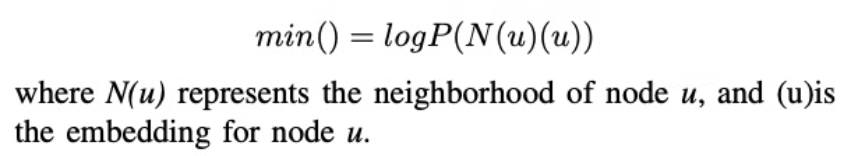 min() = logP(N(u)(u))
where N(u) represents the neighborhood of node u, and (u)is
the embedding for node u.